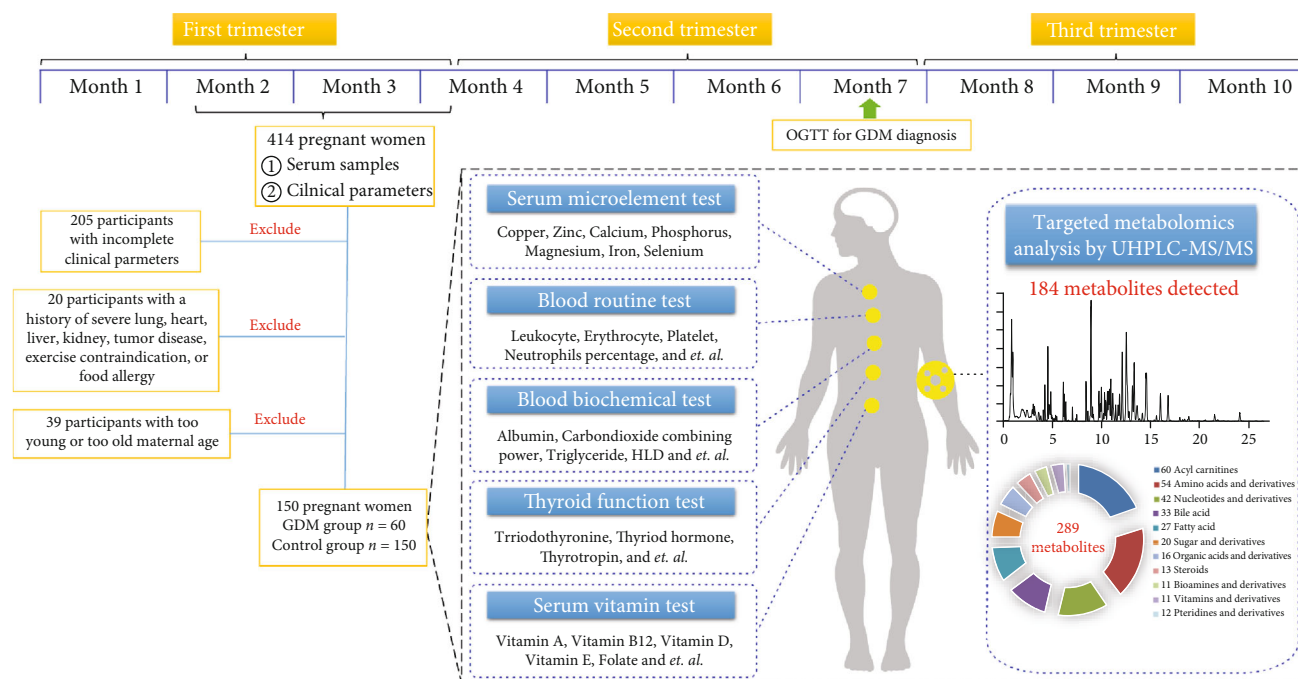 First trimester
Second trimester
Third trimester
Month 1
Month 2
Month 3
Month 4
Month 5
Month 6
Month 7
Month 8
Month 9
Month 10
OGTT for GDM diagnosis
414 pregnant women
1 Serum samples
2 Cilnical parameters
205 participants
with incomplete
clinical parmeters
Exclude
20 participants with a
history of severe lung, heart,
liver, kidney, tumor disease,
exercise contraindication, or
food allergy
Exclude
39 participants with too
young or too old maternal age
Exclude
150 pregnant women
GDM group n = 60
Control group n = 150
Serum microelement test
Copper, Zinc, Calcium, Phosphorus,
Magnesium, Iron, Selenium
Blood routine test
Leukocyte, Erythrocyte, Platelet,
Neutrophils percentage, and et. al.
Blood biochemical test
Albumin, Carbondioxide combining
power, Triglyceride, HLD and et. al.
Thyroid function test
Trriodothyronine, Thyriod hormone,
Thyrotropin, and et. al.
Serum vitamin test
Vitamin A, Vitamin B12, Vitamin D,
Vitamin E, Folate and et. al.
Targeted metabolomics
analysis by UHPLC-MS/MS
184 metabolites detected
0 5 10 15 20 25
289
metabolites
60 Acyl carnitines
54 Amino acids and derivatives
42 Nucleotides and derivatives
33 Bile acid
27 Fatty acid
20 Sugar and derivatives
16 Organic acids and derivatives
13 Steroids
11 Bioamines and derivatives
11 Vitamins and derivatives
12 Pteridines and derivatives